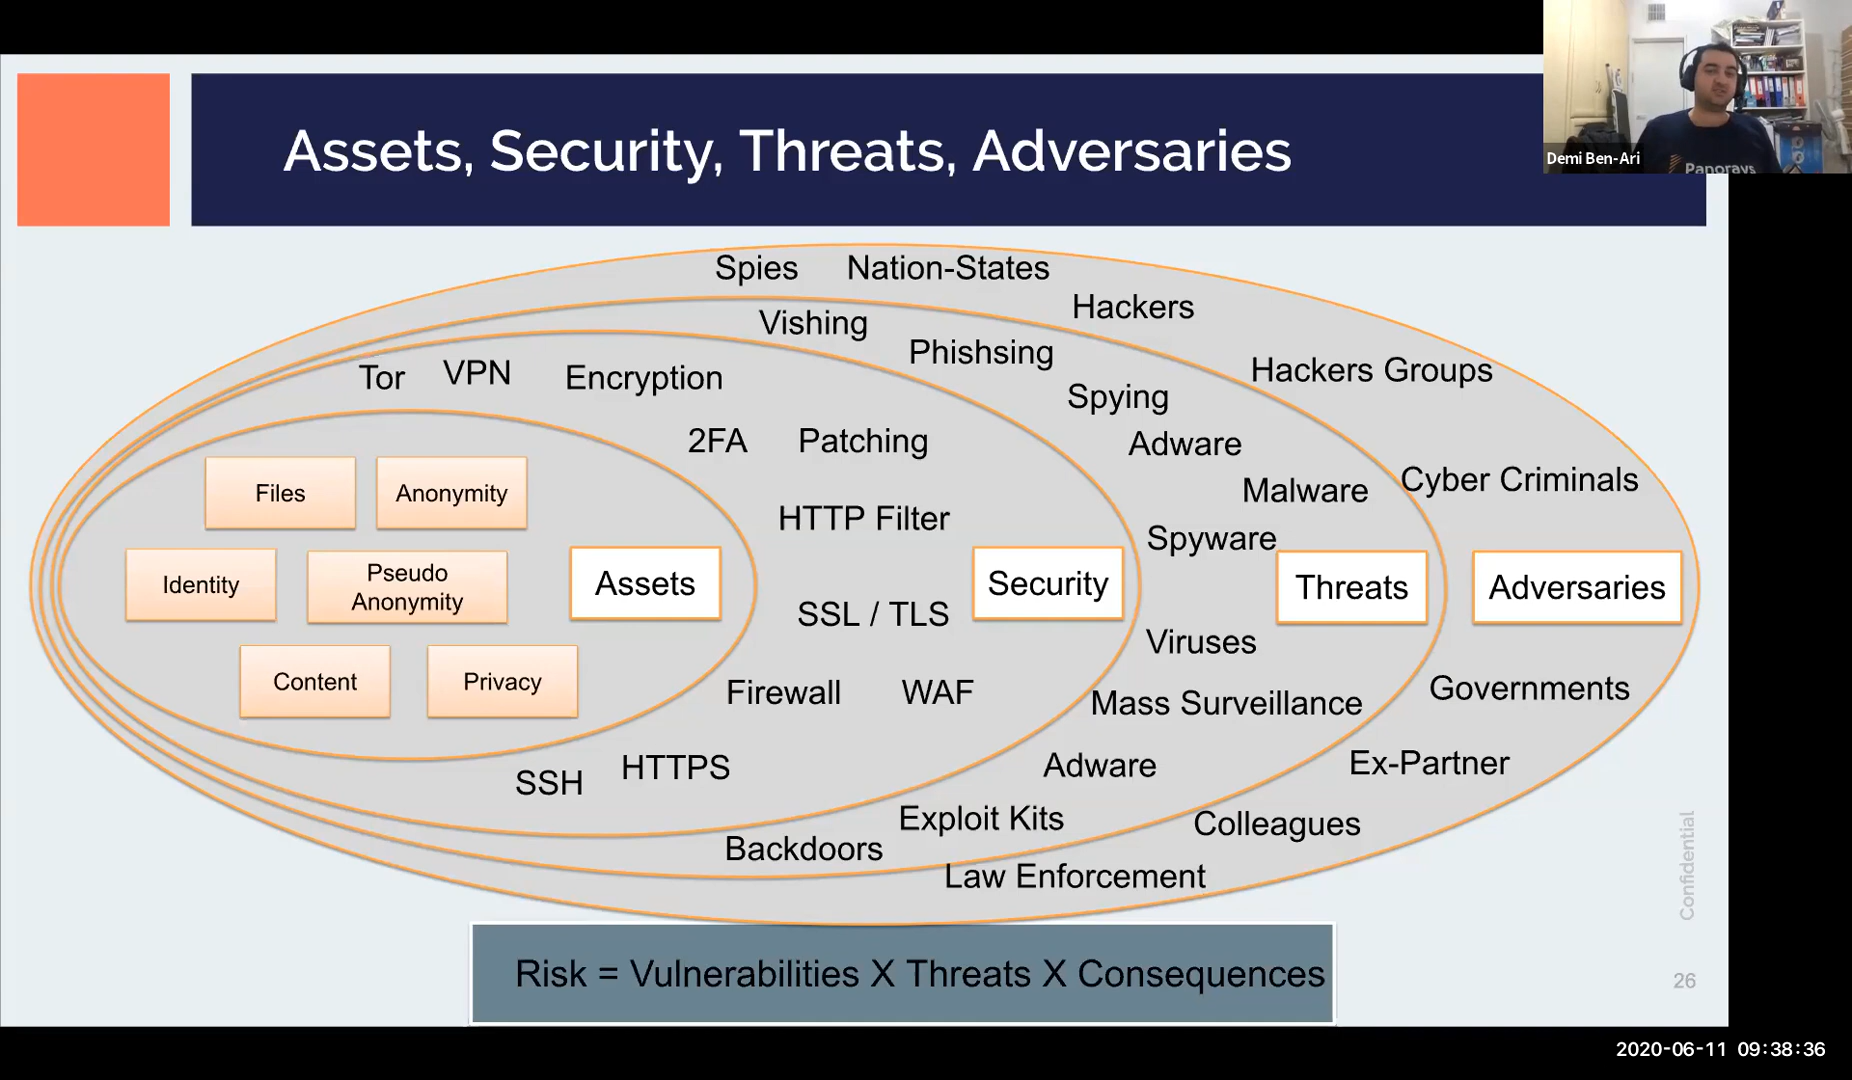 Assets, Security, Threats, Adversaries
Demi Ben-Ari
Panorays
Spies Nation-States
Hackers
Vishing
Phishsing
Hackers Groups
Tor VPN Encryption
Spying
2FA Patching
Adware
Cyber Criminals
Malware
Files Anonymity
HTTP Filter
Spyware
Identity
Pseudo
Anonymity
Assets
Security
Threats
Adversaries
SSL / TLS
Viruses
Content Privacy
Firewall WAF
Mass Surveillance
Governments
SSH HTTPS
Adware
Ex-Partner
Exploit Kits
Colleagues
Backdoors
Law Enforcement
Confidential
Risk = Vulnerabilities X Threats X Consequences
26
2020-06-11 09:38:36